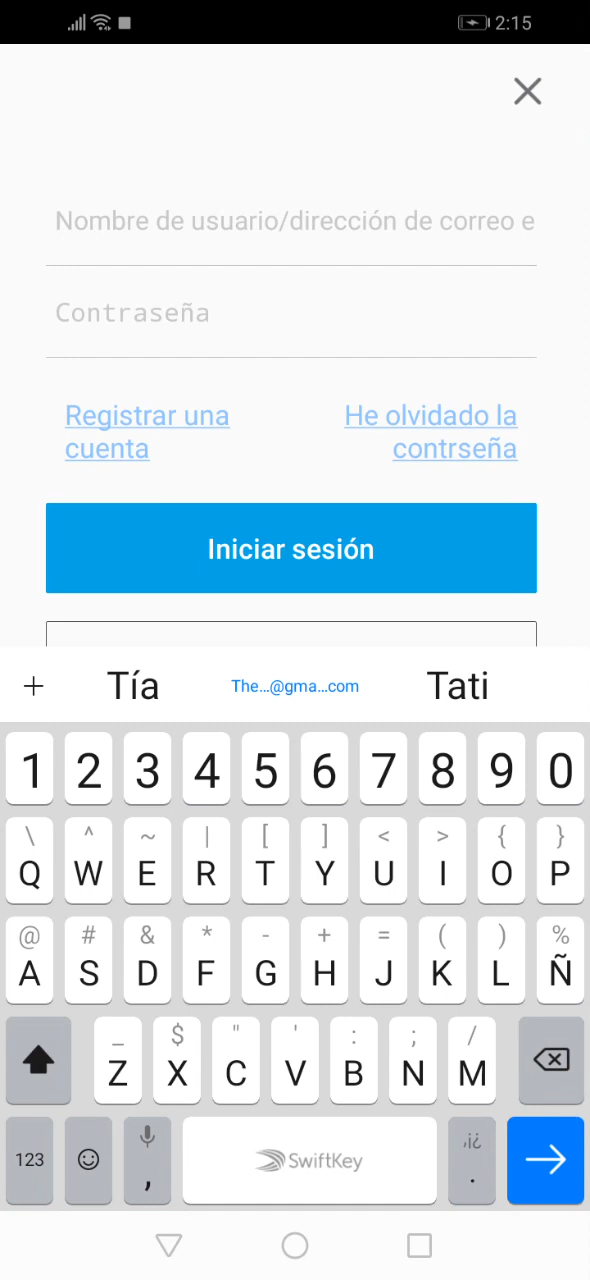 2:15
Nombre de usuario/dirección de correo e
Contraseña
Registrar una
cuenta
He olvidado la
contrseña
Iniciar sesión
+ Tía The...@gma...com Tati
1 2 3 4 5 6 7 8 9 0
\ ^ ~ | [ ] < > { }
Q W E R T Y U I O P
@ # & * - + = ( ) %
A S D F G H J K L Ñ
_ $ " ' : ; /
Z X C V B N M
123 , SwiftKey ,¡¿ .